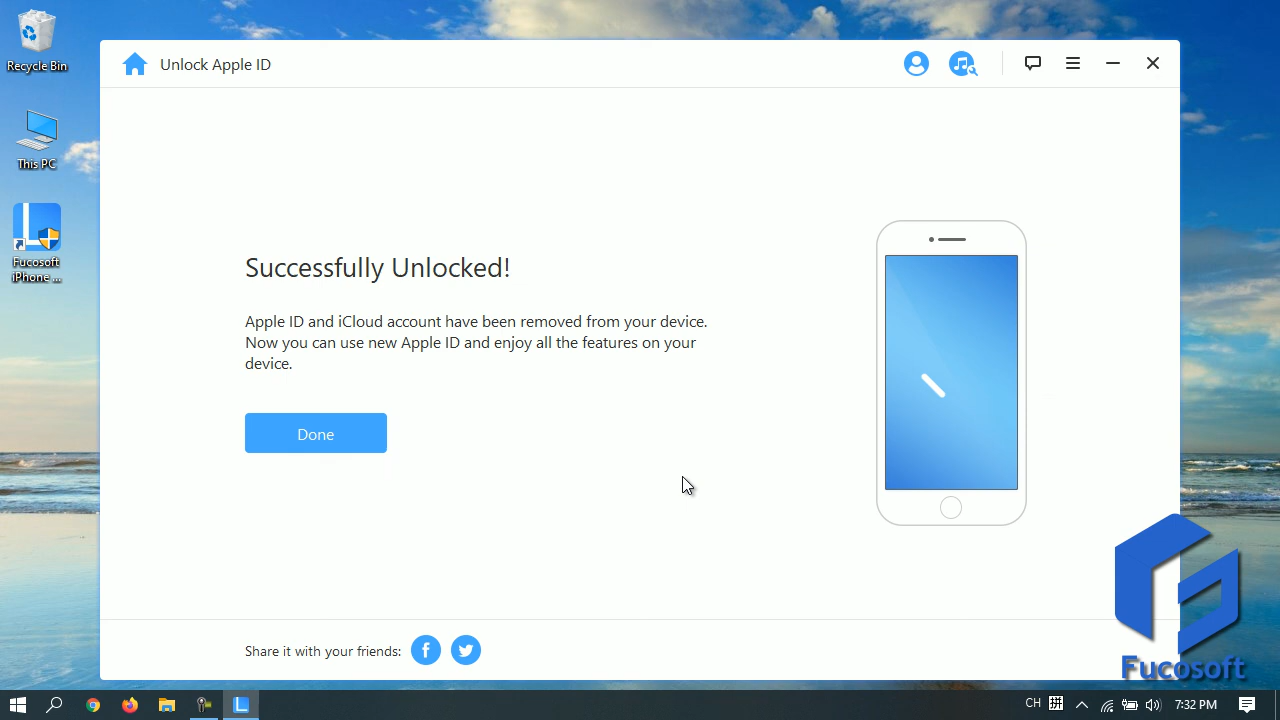 Recycle Bin
This PC
Fucosoft
iPhone ...
Unlock Apple ID
Successfully Unlocked!
Apple ID and iCloud account have been removed from your device.
Now you can use new Apple ID and enjoy all the features on your
device.
Done
Share it with your friends:
Fucosoft
CH 拼
7:32 PM